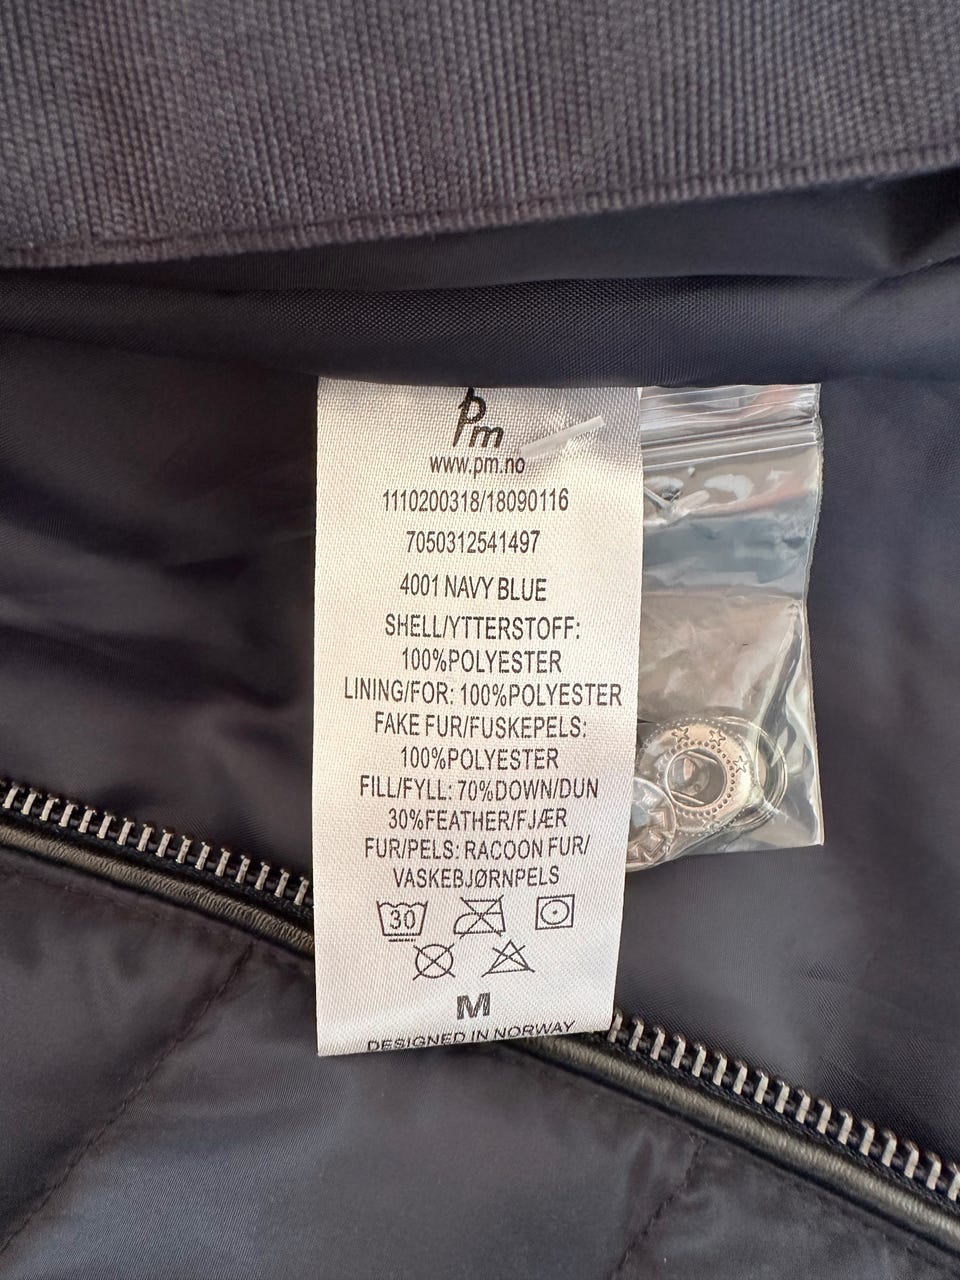 Pm
www.pm.no
1110200318/18090116
7050312541497
4001 NAVY BLUE
SHELL/YTTERSTOFF:
100%POLYESTER
LINING/FOR: 100%POLYESTER
FAKE FUR/FUSKEPELS:
100%POLYESTER
FILL/FYLL: 70%DOWN/DUN
30%FEATHER/FJÆR
FUR/PELS: RACOON FUR/
VASKEBJØRNPELS
30
M
DESIGNED IN NORWAY